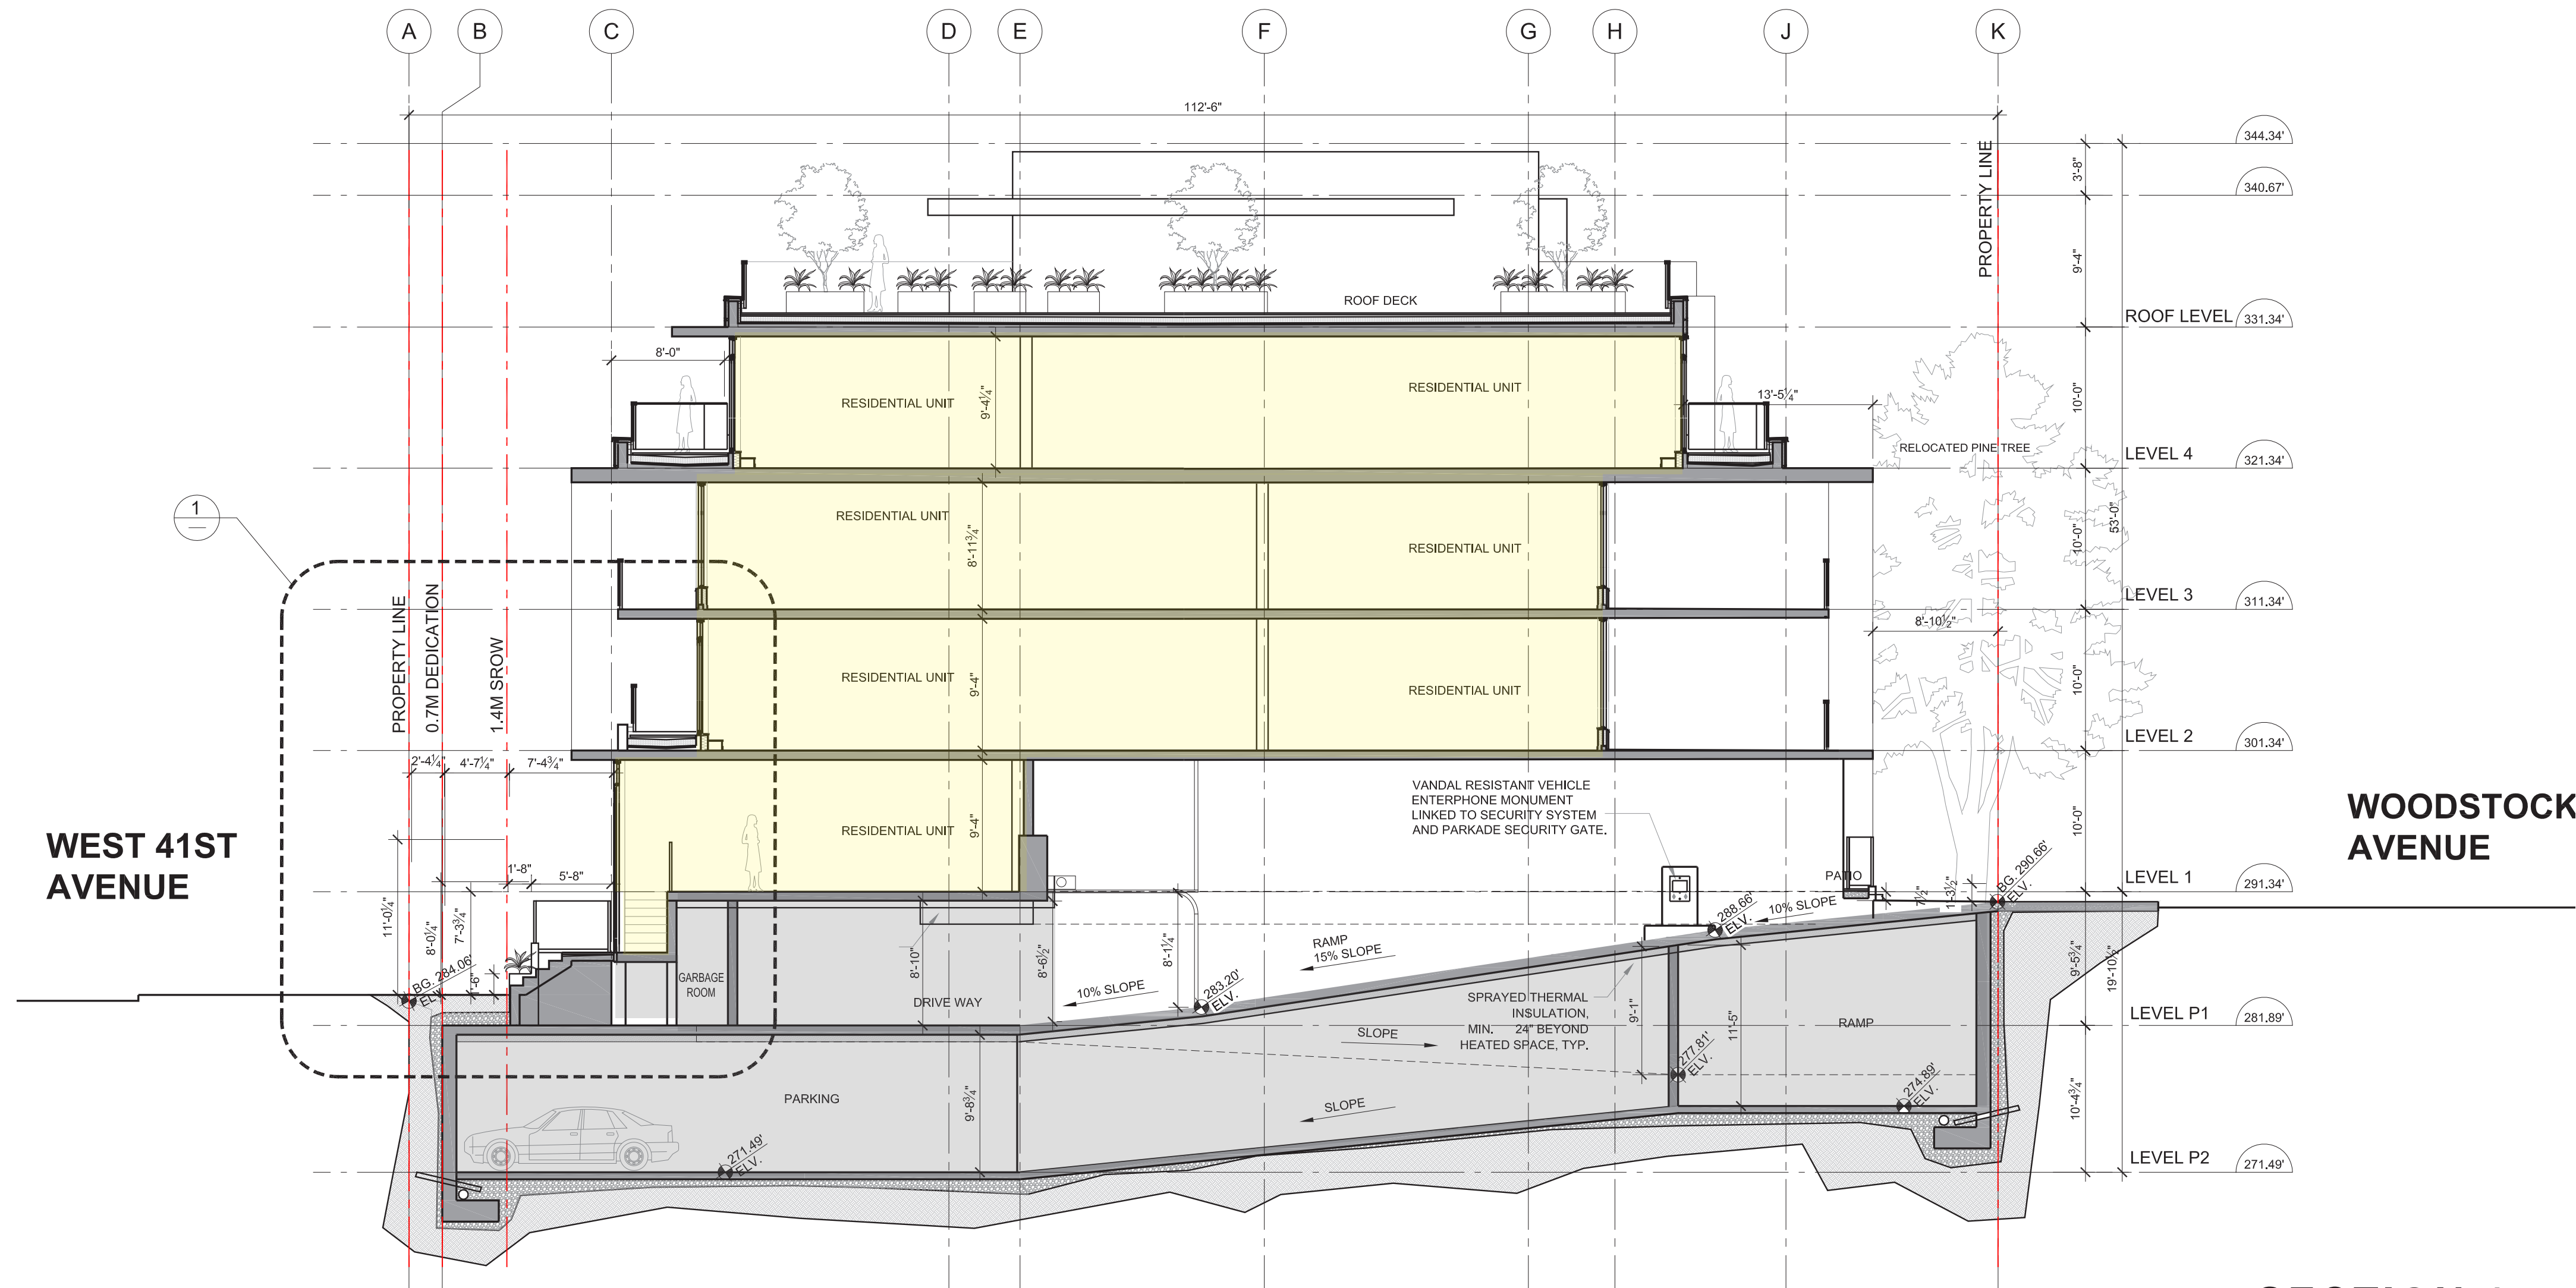 A
B
C
D
E
F
G
H
J
K
112'-6"
344.34'
3'-8"
PROPERTY LINE
340.67'
9'-4"
ROOF DECK
ROOF LEVEL
331.34'
8'-0"
9'-4¼"
RESIDENTIAL UNIT
RESIDENTIAL UNIT
13'-5¼"
10'-0"
RELOCATED PINE TREE
LEVEL 4
321.34'
1
RESIDENTIAL UNIT
8'-11¾"
RESIDENTIAL UNIT
10'-0"
53'-0"
LEVEL 3
311.34'
PROPERTY LINE
0.7M DEDICATION
1.4M SROW
RESIDENTIAL UNIT
9'-4"
RESIDENTIAL UNIT
8'-10½"
10'-0"
LEVEL 2
301.34'
2'-4¼"
4'-7¼"
7'-4¾"
VANDAL RESISTANT VEHICLE
ENTERPHONE MONUMENT
LINKED TO SECURITY SYSTEM
AND PARKADE SECURITY GATE.
WEST 41ST
AVENUE
RESIDENTIAL UNIT
9'-4"
10'-0"
WOODSTOCK
AVENUE
1'-8"
5'-8"
PATIO
7½"
1'-3½"
BG. 290.66'
ELV.
LEVEL 1
291.34'
11'-0¼"
8'-0¼"
7'-3¾"
1'-6"
BG. 284.06'
ELV.
GARBAGE
ROOM
8'-10"
DRIVE WAY
8'-6½"
8'-1¼"
10% SLOPE
283.20'
ELV.
RAMP
15% SLOPE
288.66'
ELV.
10% SLOPE
SPRAYED THERMAL
INSULATION,
MIN. 24" BEYOND
HEATED SPACE, TYP.
9'-1"
11'-5"
RAMP
9'-5¾"
19'-10½"
LEVEL P1
281.89'
SLOPE
277.81'
ELV.
274.89'
ELV.
PARKING
9'-8¾"
SLOPE
10'-4¾"
271.49'
ELV.
LEVEL P2
271.49'